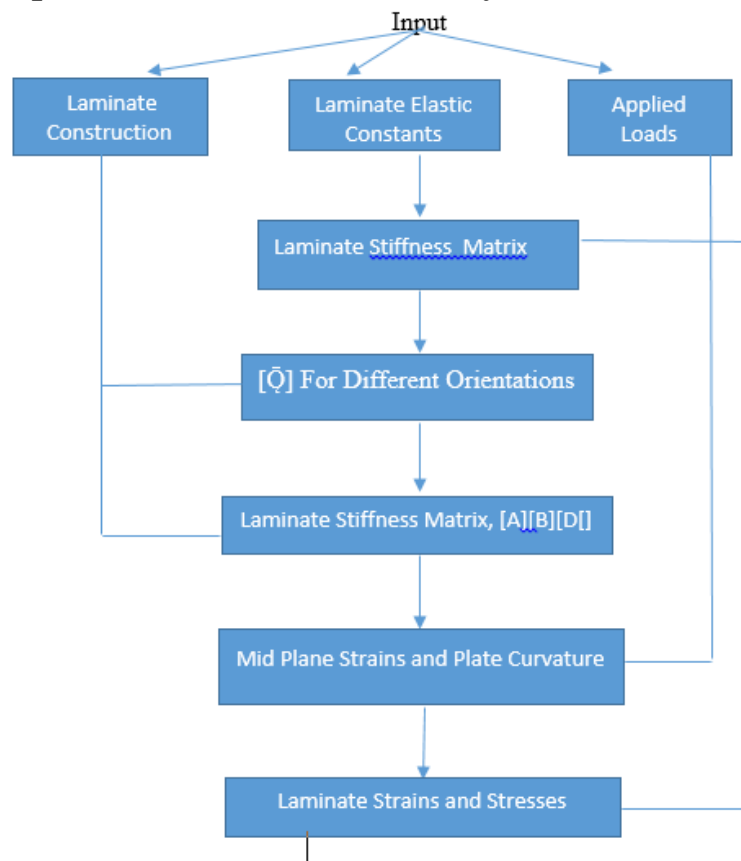 Input
Laminate
Construction
Laminate Elastic
Constants
Applied
Loads
Laminate Stiffness Matrix
[Q̄] For Different Orientations
Laminate Stiffness Matrix, [A][B][D[]
Mid Plane Strains and Plate Curvature
Laminate Strains and Stresses